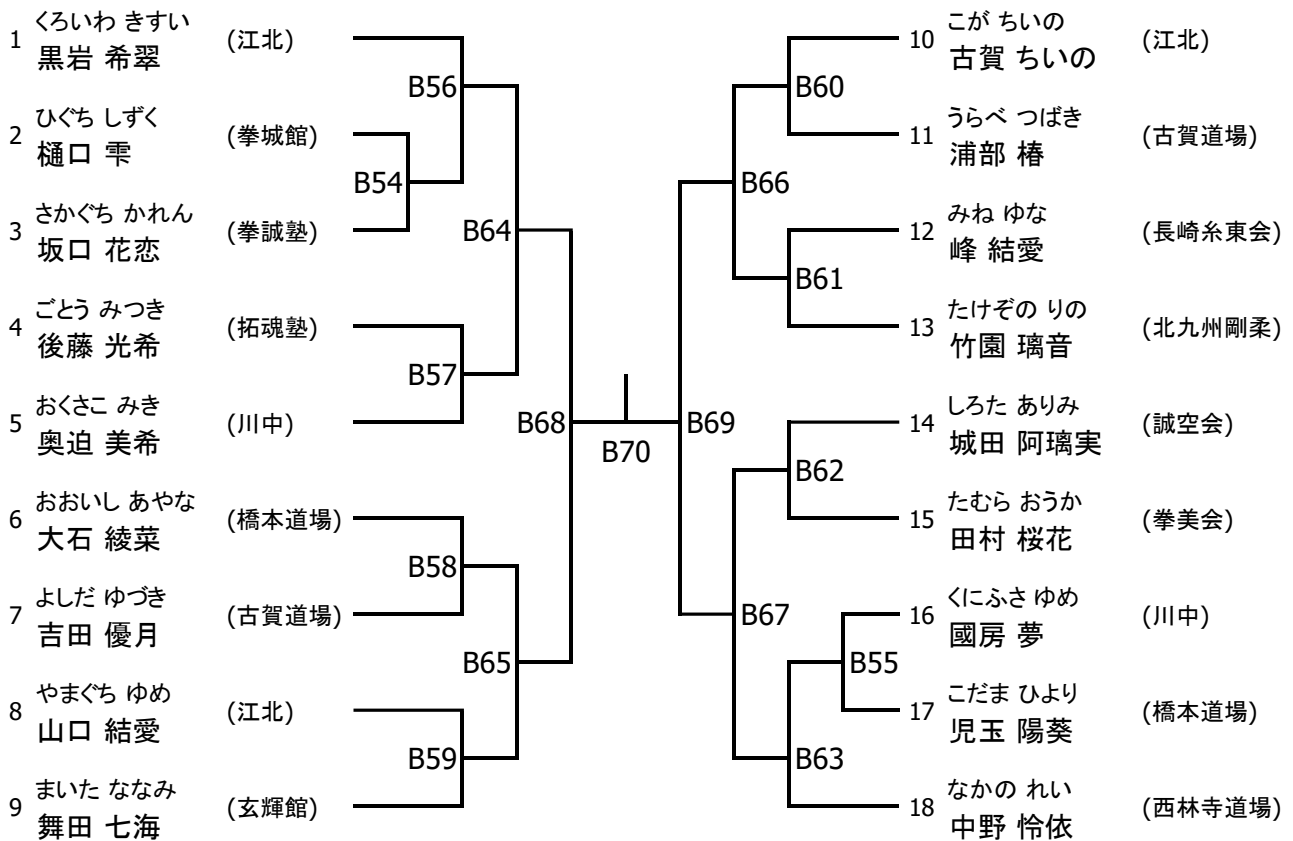 くろいわ きすい
1 黒岩 希翠 (江北)
B56
ひぐち しずく
2 樋口 雫 (拳城館)
B54
さかぐち かれん
3 坂口 花恋 (拳誠塾)
B64
ごとう みつき
4 後藤 光希 (拓魂塾)
B57
おくさこ みき
5 奥迫 美希 (川中)
B68
おおいし あやな
6 大石 綾菜 (橋本道場)
B58
よしだ ゆづき
7 吉田 優月 (古賀道場)
B65
やまぐち ゆめ
8 山口 結愛 (江北)
B59
まいた ななみ
9 舞田 七海 (玄輝館)
B70
こが ちいの
10 古賀 ちいの (江北)
B60
うらべ つばき
11 浦部 椿 (古賀道場)
B66
みね ゆな
12 峰 結愛 (長崎糸東会)
B61
たけぞの りの
13 竹園 璃音 (北九州剛柔)
B69
しろた ありみ
14 城田 阿璃実 (誠空会)
B62
たむら おうか
15 田村 桜花 (拳美会)
B67
くにふさ ゆめ
16 國房 夢 (川中)
B55
こだま ひより
17 児玉 陽葵 (橋本道場)
B63
なかの れい
18 中野 怜依 (西林寺道場)